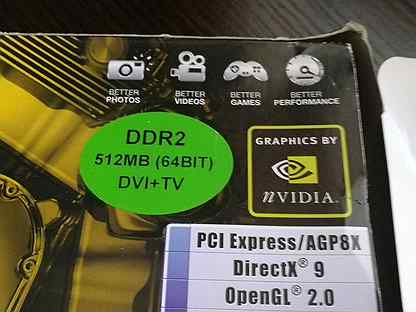 BETTER
PHOTOS
BETTER
VIDEOS
BETTER
GAMES
BETTER
PERFORMANCE
DDR2
512MB (64BIT)
DVI+TV
GRAPHICS BY
nVIDIA.
PCI Express/AGP8X
DirectX® 9
OpenGL® 2.0